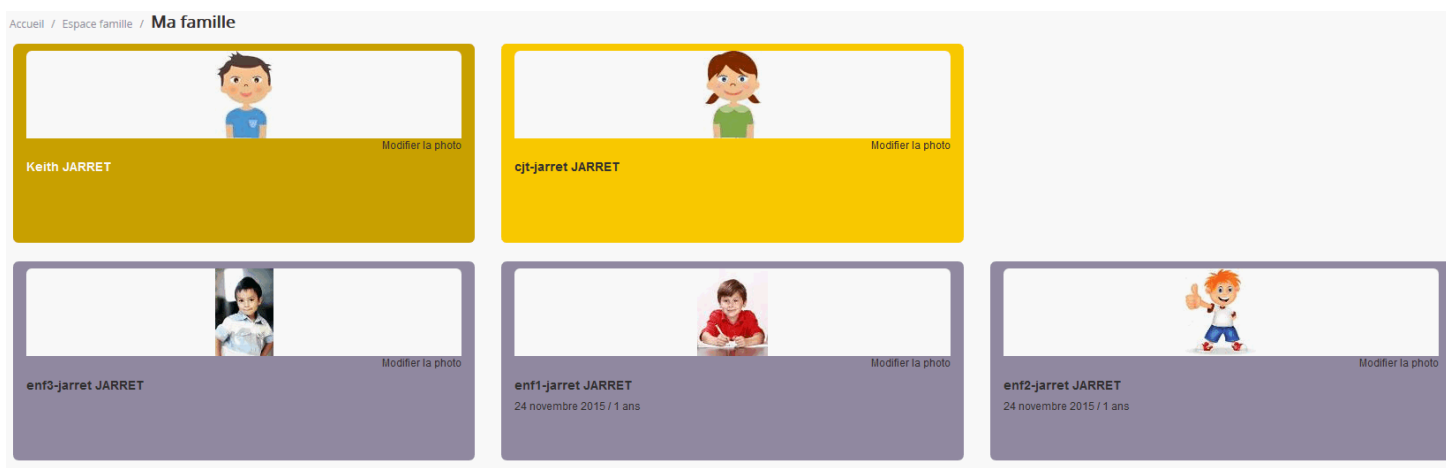 Accueil / Espace famille / Ma famille
Modifier la photo
Keith JARRET
Modifier la photo
cjt-jarret JARRET
Modifier la photo
enf3-jarret JARRET
Modifier la photo
enf1-jarret JARRET
24 novembre 2015 / 1 ans
Modifier la photo
enf2-jarret JARRET
24 novembre 2015 / 1 ans